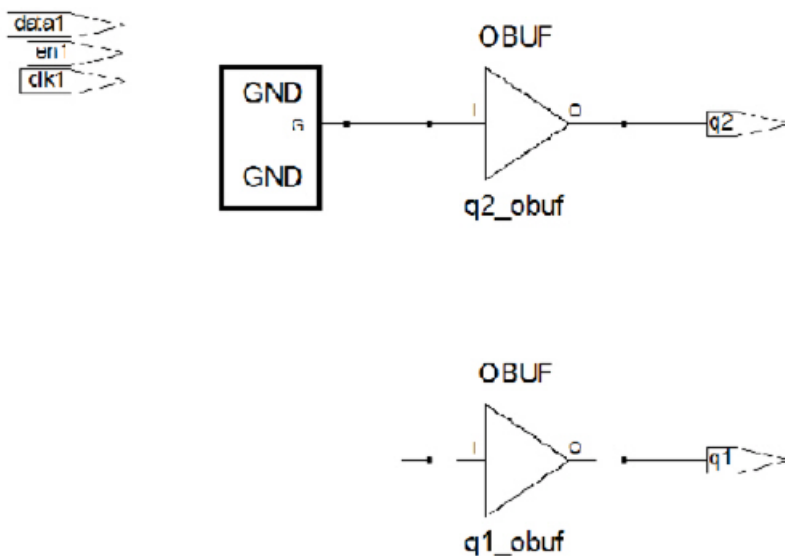 data1
en1
clk1
OBUF
GND
G
GND
I
O
q2
q2_obuf
OBUF
I
O
q1
q1_obuf